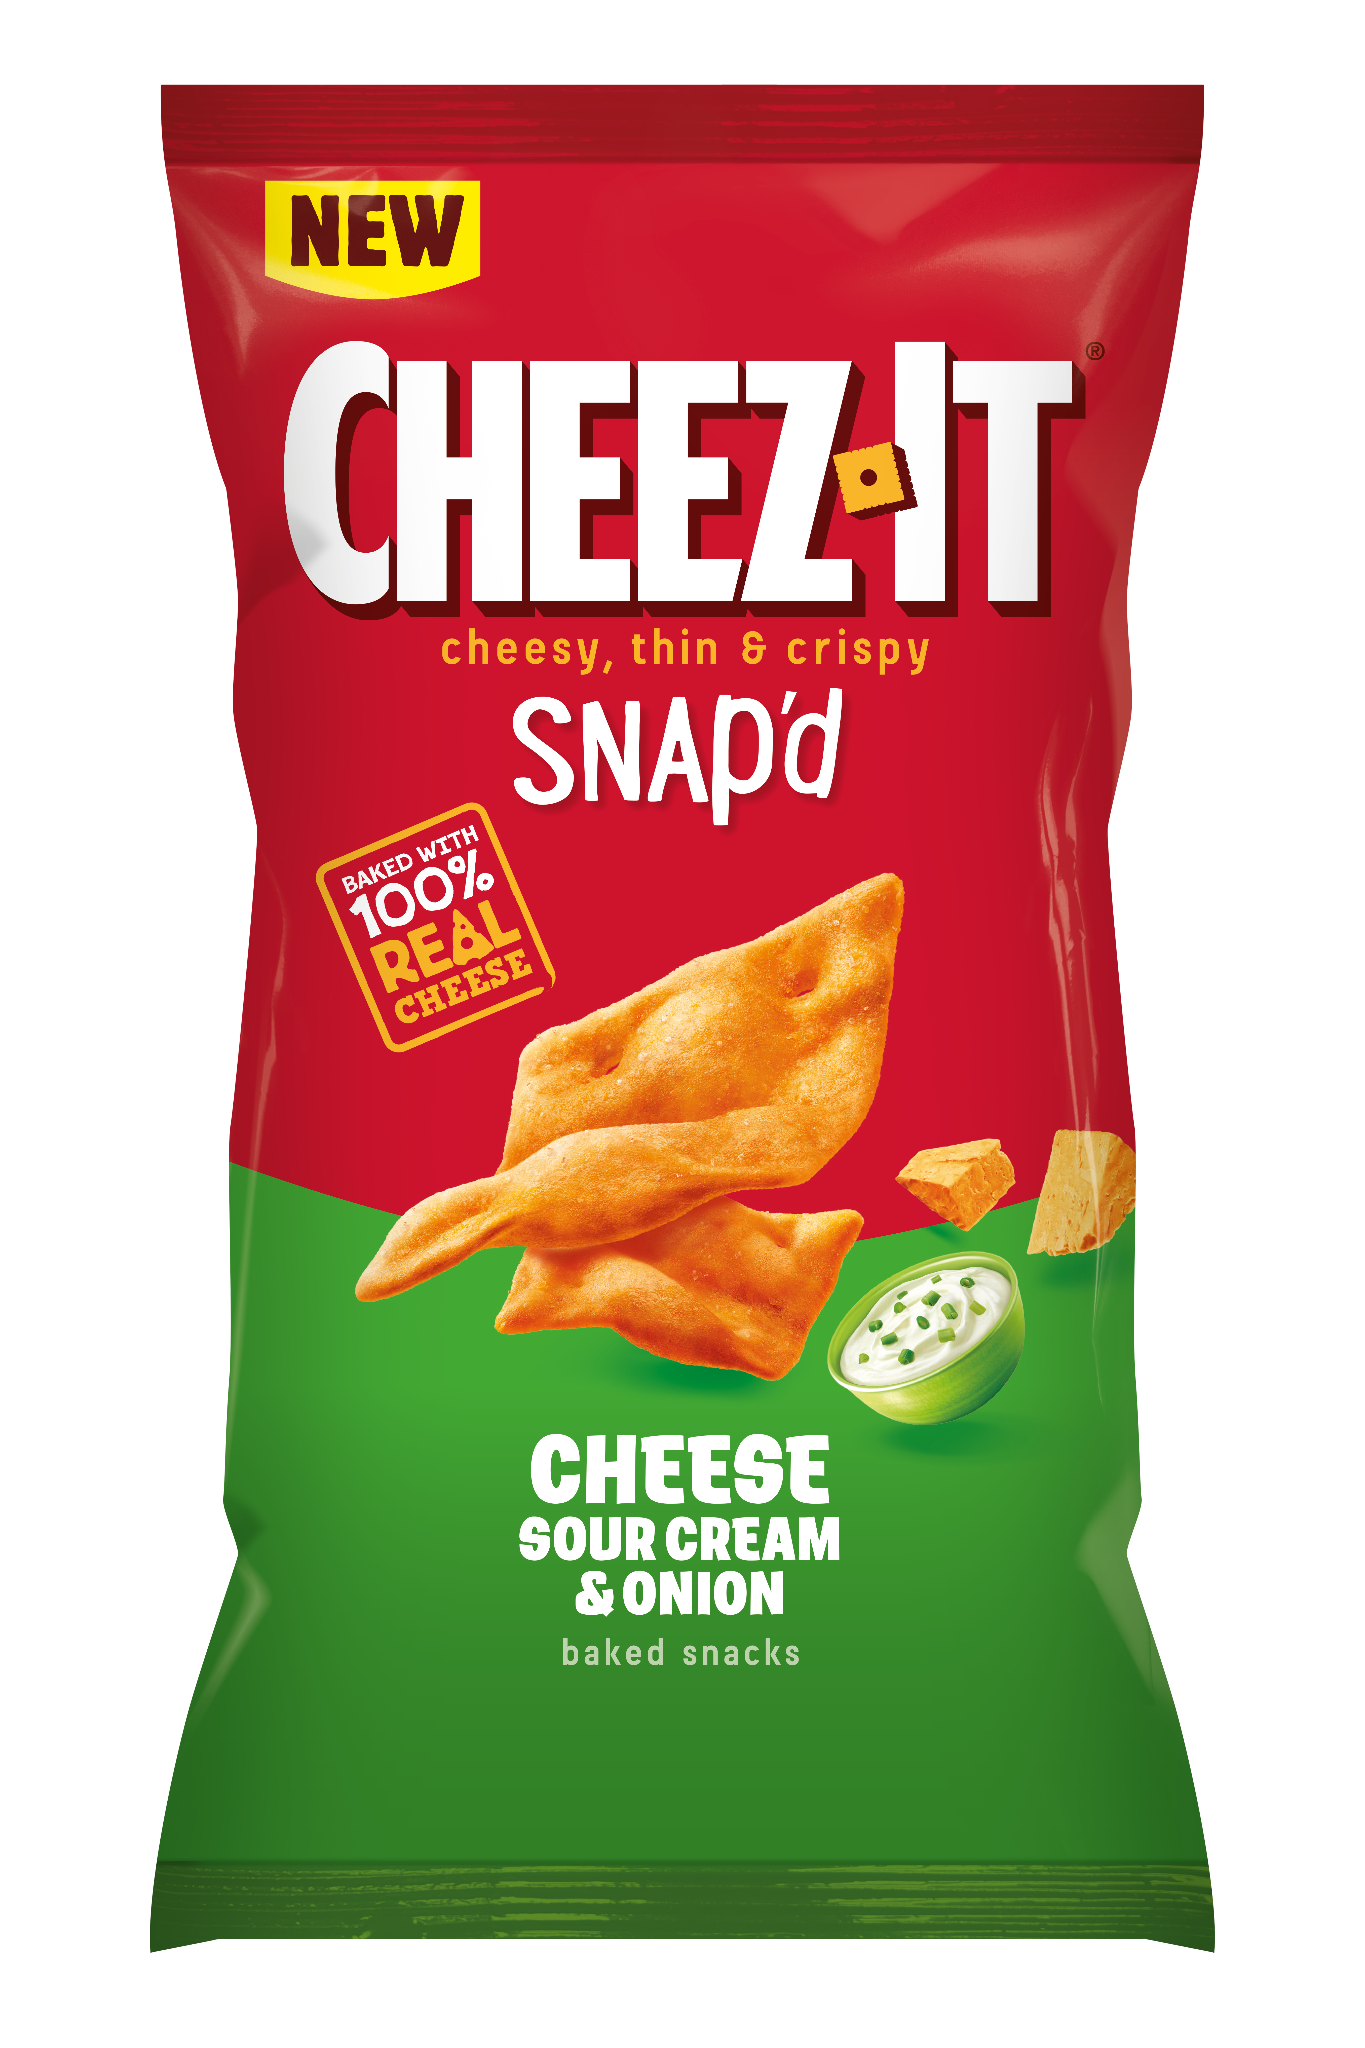 NEW
CHEEZ-IT®
cheesy, thin & crispy
SNAP'd
BAKED WITH
100%
REAL
CHEESE
CHEESE
SOUR CREAM
& ONION
baked snacks